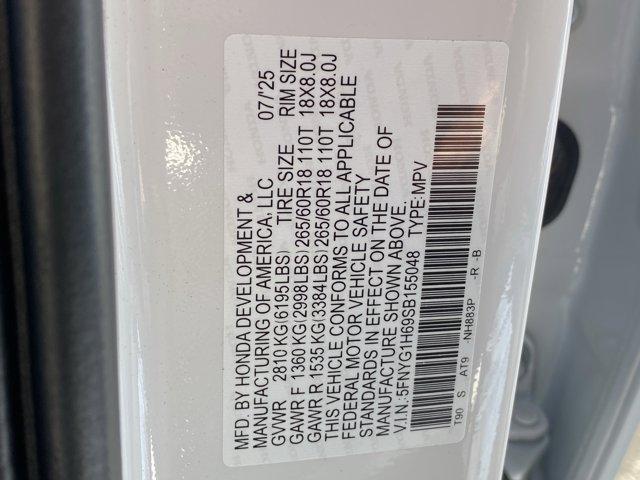 MFD. BY HONDA DEVELOPMENT & 07/'25
MANUFACTURING OF AMERICA, LLC
GVWR 2810 KG(6195LBS) TIRE SIZE RIM SIZE
GAWR F 1360 KG(2998LBS)265/60R18 110T 18X8.0J
GAWR R 1535 KG(3384LBS)265/60R18 110T 18X8.0J
THIS VEHICLE CONFORMS TO ALL APPLICABLE
FEDERAL MOTOR VEHICLE SAFETY
STANDARDS IN EFFECT ON THE DATE OF
MANUFACTURE SHOWN ABOVE.
V.I.N.:5FNYG1H69SB155048 TYPE:MPV
T90 S AT9 -NH883P -R -B